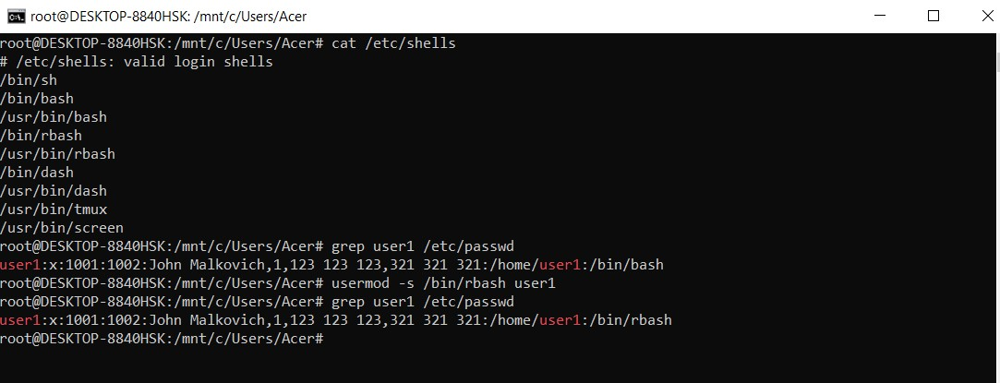 root@DESKTOP-8840HSK: /mnt/c/Users/Acer
root@DESKTOP-8840HSK:/mnt/c/Users/Acer# cat /etc/shells
# /etc/shells: valid login shells
/bin/sh
/bin/bash
/usr/bin/bash
/bin/rbash
/usr/bin/rbash
/bin/dash
/usr/bin/dash
/usr/bin/tmux
/usr/bin/screen
root@DESKTOP-8840HSK:/mnt/c/Users/Acer# grep user1 /etc/passwd
user1:x:1001:1002:John Malkovich,1,123 123 123,321 321 321:/home/user1:/bin/bash
root@DESKTOP-8840HSK:/mnt/c/Users/Acer# usermod -s /bin/rbash user1
root@DESKTOP-8840HSK:/mnt/c/Users/Acer# grep user1 /etc/passwd
user1:x:1001:1002:John Malkovich,1,123 123 123,321 321 321:/home/user1:/bin/rbash
root@DESKTOP-8840HSK:/mnt/c/Users/Acer#